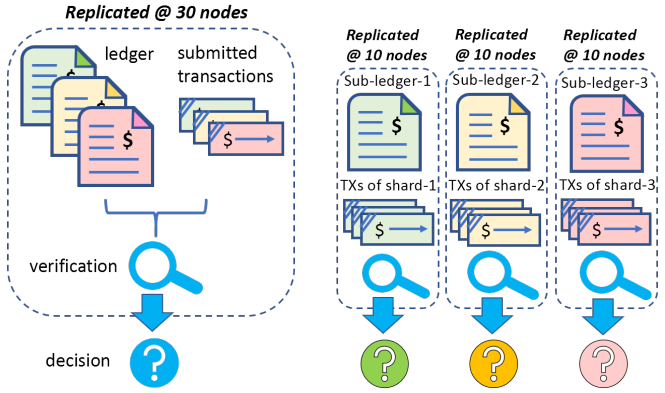 Replicated @ 30 nodes
ledger
submitted
transactions
$
$
$
$
verification
decision
?
Replicated
@ 10 nodes
Sub-ledger-1
$
TXs of shard-1
$
?
Replicated
@ 10 nodes
Sub-ledger-2
$
TXs of shard-2
$
?
Replicated
@ 10 nodes
Sub-ledger-3
$
TXs of shard-3
$
?